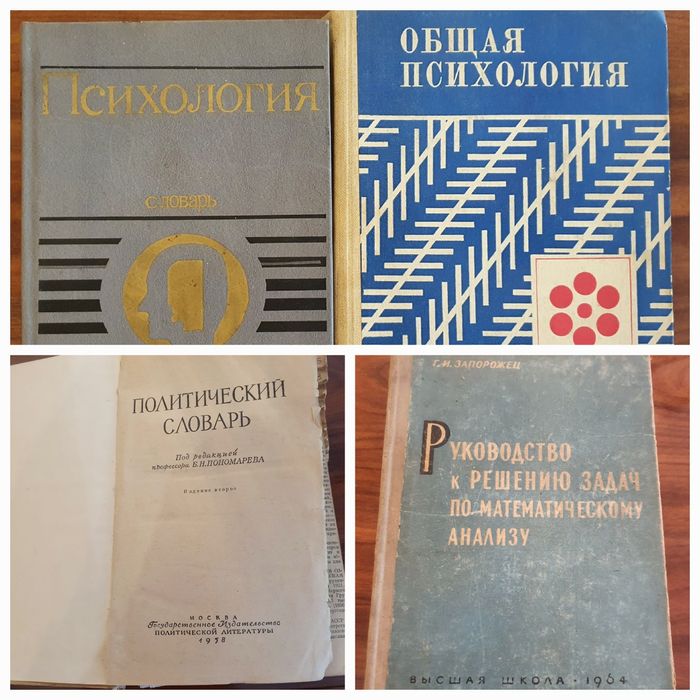 Психология
словарь
ОБЩАЯ
ПСИХОЛОГИЯ
ПОЛИТИЧЕСКИЙ
СЛОВАРЬ
Под редакцией
профессора Б.Н.ПОНОМАРЕВА
Издание второе
МОСКВА
Государственное Издательство
ПОЛИТИЧЕСКОЙ ЛИТЕРАТУРЫ
1958
Г.И. ЗАПОРОЖЕЦ
РУКОВОДСТВО
К РЕШЕНИЮ ЗАДАЧ
ПО МАТЕМАТИЧЕСКОМУ
АНАЛИЗУ
ВЫСШАЯ ШКОЛА • 1964